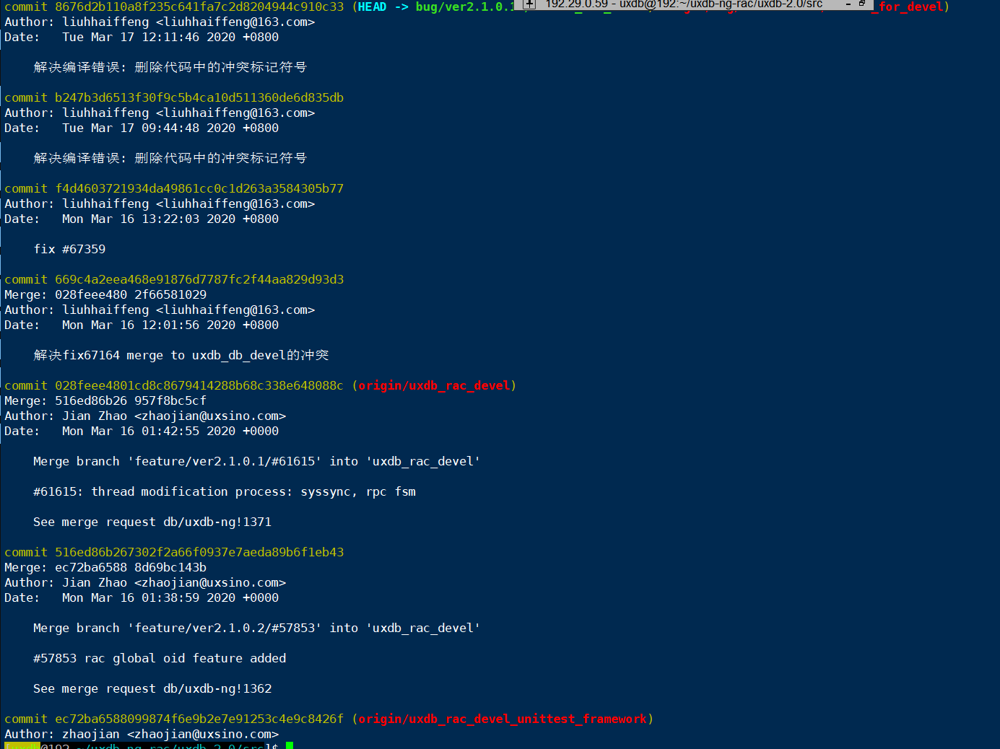 commit 8676d2b110a8f235c641fa7c2d8204944c910c33 (HEAD -> bug/ver2.1.0.1 _for_devel)
192.29.0.59 - uxdb@192:~/uxdb-ng-rac/uxdb-2.0/src
Author: liuhhaiffeng <liuhhaiffeng@163.com>
Date:   Tue Mar 17 12:11:46 2020 +0800
解决编译错误: 删除代码中的冲突标记符号
commit b247b3d6513f30f9c5b4ca10d511360de6d835db
Author: liuhhaiffeng <liuhhaiffeng@163.com>
Date:   Tue Mar 17 09:44:48 2020 +0800
解决编译错误: 删除代码中的冲突标记符号
commit f4d4603721934da49861cc0c1d263a3584305b77
Author: liuhhaiffeng <liuhhaiffeng@163.com>
Date:   Mon Mar 16 13:22:03 2020 +0800
fix #67359
commit 669c4a2eea468e91876d7787fc2f44aa829d93d3
Merge: 028feee480 2f66581029
Author: liuhhaiffeng <liuhhaiffeng@163.com>
Date:   Mon Mar 16 12:01:56 2020 +0800
解决fix67164 merge to uxdb_db_devel的冲突
commit 028feee4801cd8c8679414288b68c338e648088c (origin/uxdb_rac_devel)
Merge: 516ed86b26 957f8bc5cf
Author: Jian Zhao <zhaojian@uxsino.com>
Date:   Mon Mar 16 01:42:55 2020 +0000
Merge branch 'feature/ver2.1.0.1/#61615' into 'uxdb_rac_devel'
#61615: thread modification process: syssync, rpc fsm
See merge request db/uxdb-ng!1371
commit 516ed86b267302f2a66f0937e7aeda89b6f1eb43
Merge: ec72ba6588 8d69bc143b
Author: Jian Zhao <zhaojian@uxsino.com>
Date:   Mon Mar 16 01:38:59 2020 +0000
Merge branch 'feature/ver2.1.0.2/#57853' into 'uxdb_rac_devel'
#57853 rac global oid feature added
See merge request db/uxdb-ng!1362
commit ec72ba6588099874f6e9b2e7e91253c4e9c8426f (origin/uxdb_rac_devel_unittest_framework)
Author: zhaojian <zhaojian@uxsino.com>
[uxdb@192 ~/uxdb-ng-rac/uxdb-2.0/src]$